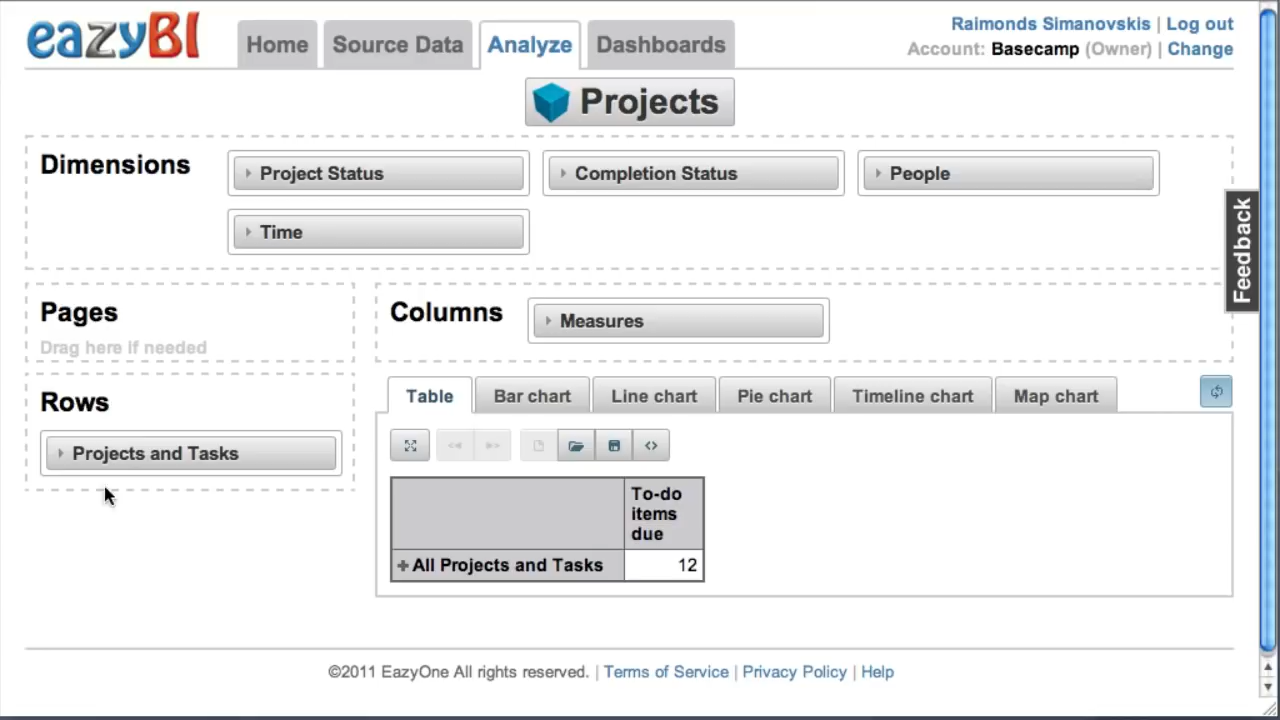 eazyBI
Home
Source Data
Analyze
Dashboards
Raimonds Simanovskis | Log out
Account: Basecamp (Owner) | Change
Projects
Dimensions
Project Status
Completion Status
People
Time
Feedback
Pages
Drag here if needed
Columns
Measures
Rows
Projects and Tasks
Table
Bar chart
Line chart
Pie chart
Timeline chart
Map chart
To-do
items
due
All Projects and Tasks
12
©2011 EazyOne All rights reserved. | Terms of Service | Privacy Policy | Help